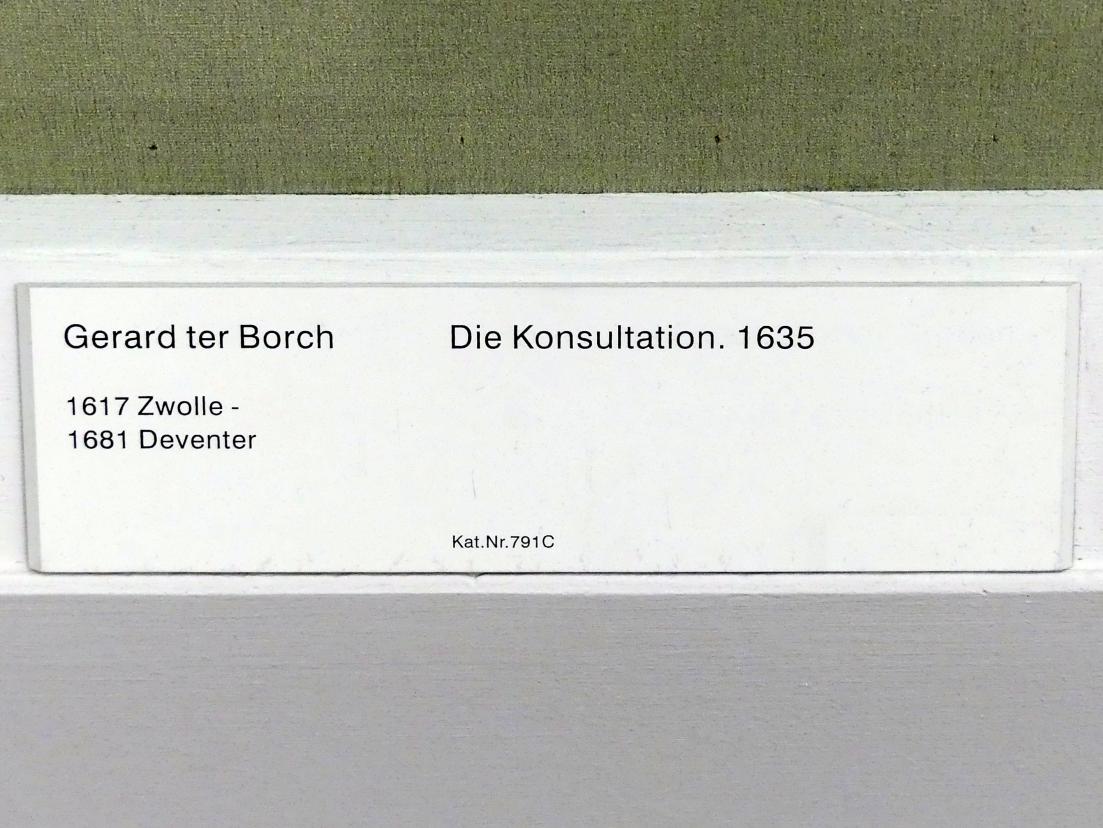 Gerard ter Borch
1617 Zwolle -
1681 Deventer
Die Konsultation. 1635
Kat.Nr.791C